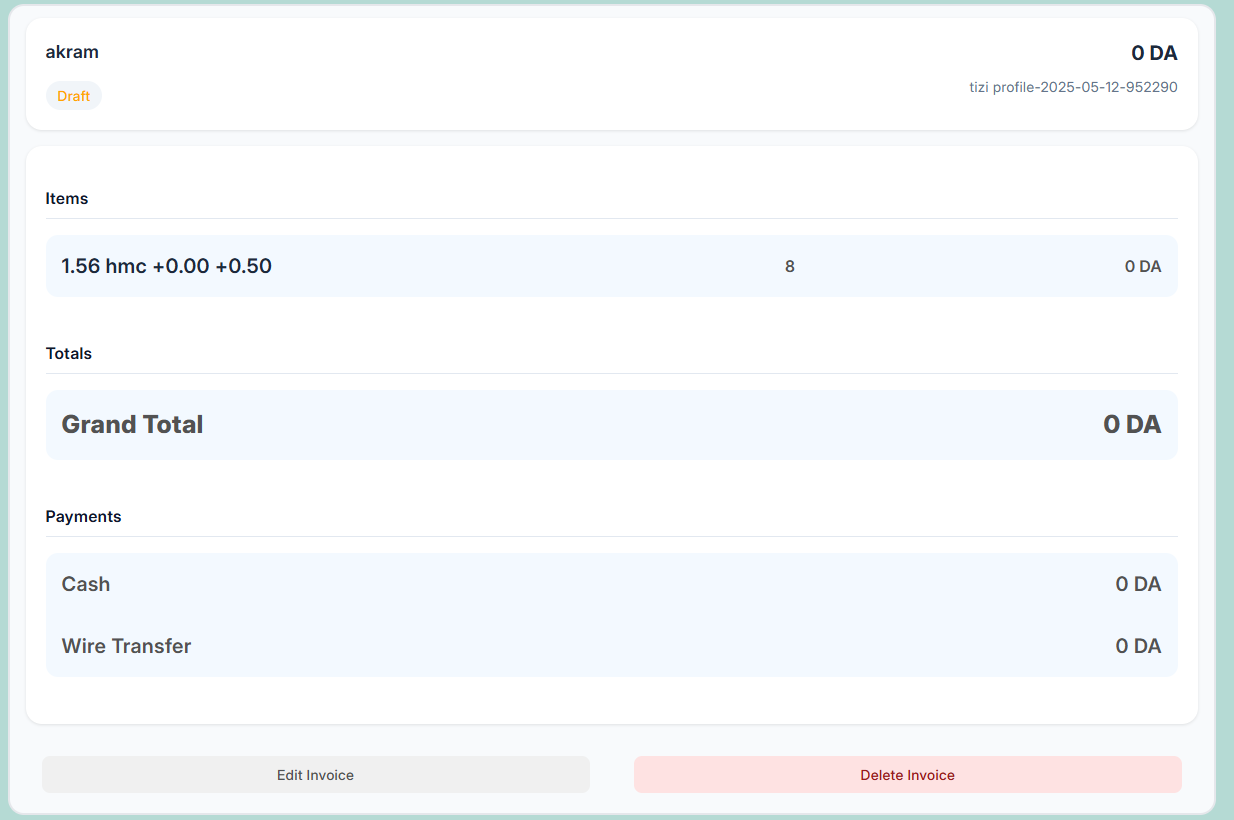 akram
0 DA
Draft
tizi profile-2025-05-12-952290
Items
1.56 hmc +0.00 +0.50 8 0 DA
Totals
Grand Total 0 DA
Payments
Cash 0 DA
Wire Transfer 0 DA
Edit Invoice Delete Invoice